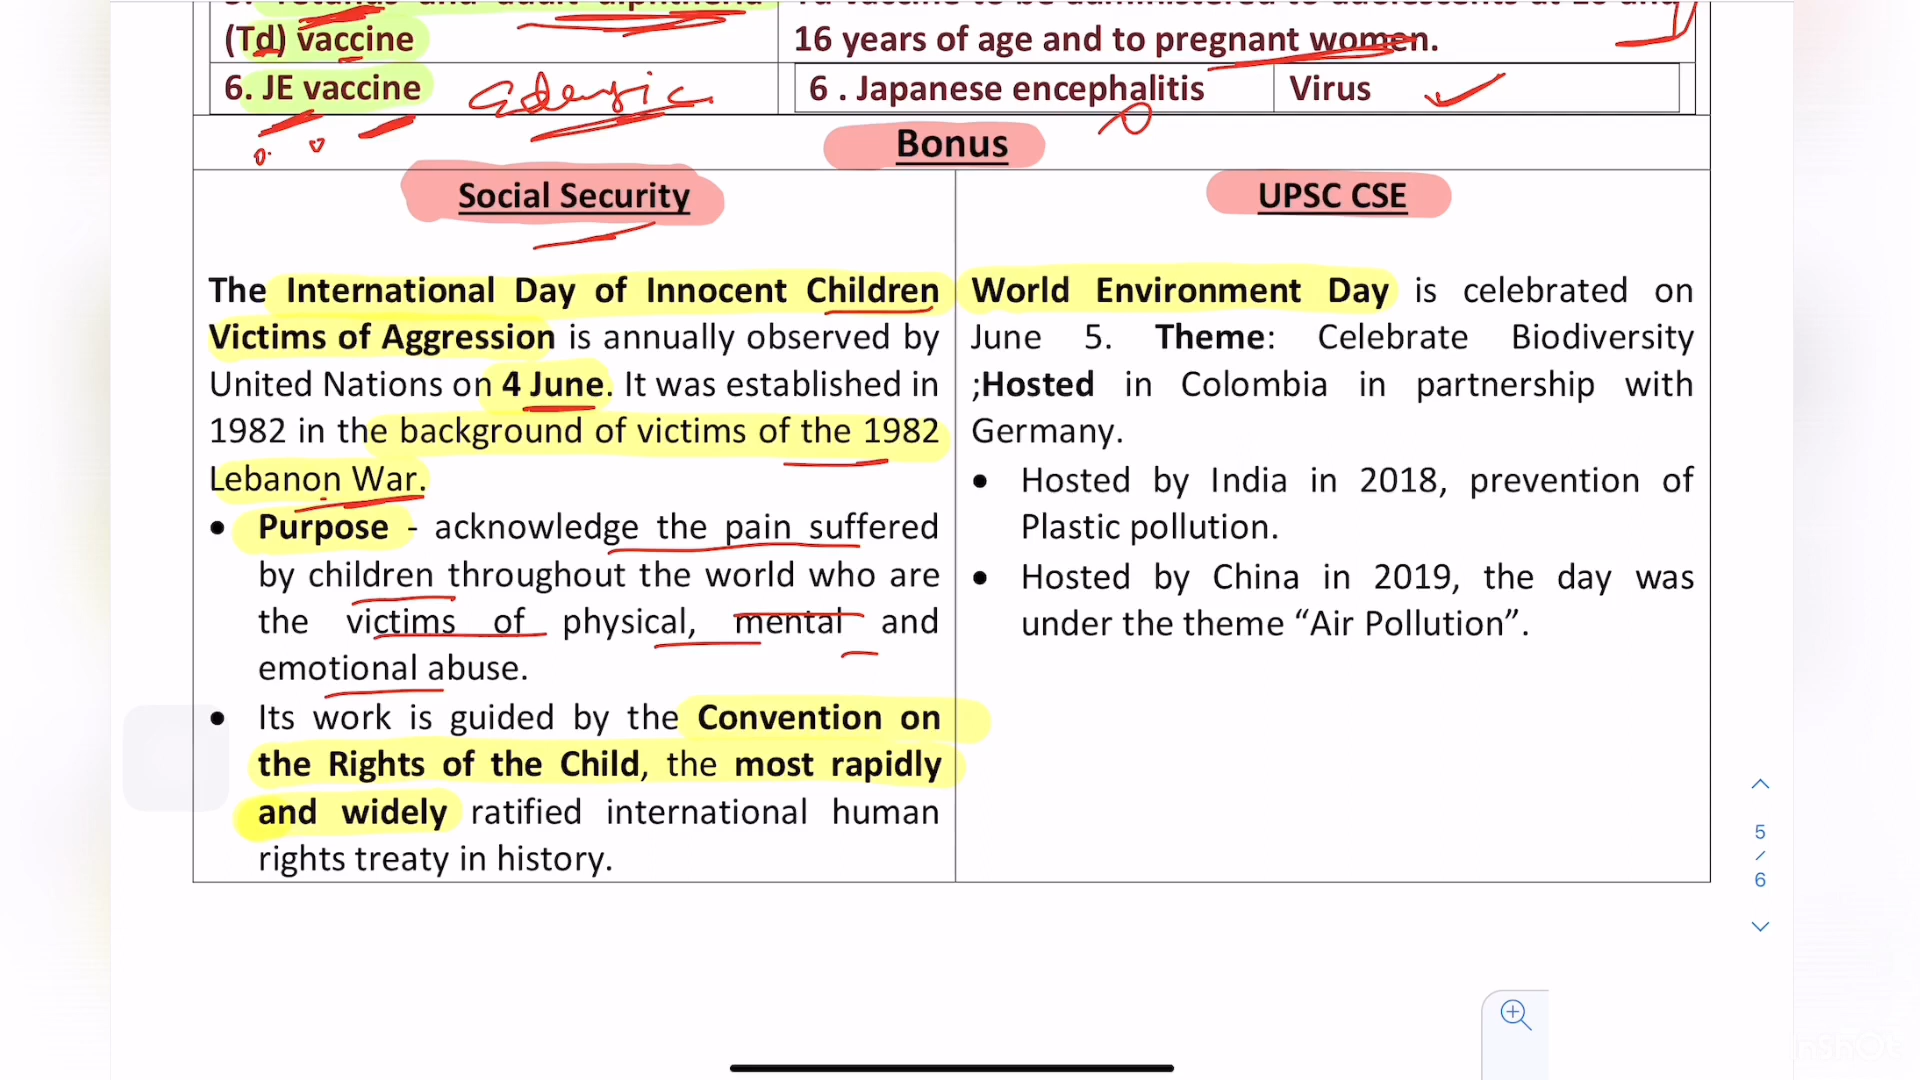 (Td) vaccine
16 years of age and to pregnant women.
6. JE vaccine
6 . Japanese encephalitis
Virus
Bonus
Social Security
The International Day of Innocent Children
Victims of Aggression is annually observed by
United Nations on 4 June. It was established in
1982 in the background of victims of the 1982
Lebanon War.
• Purpose - acknowledge the pain suffered
by children throughout the world who are
the victims of physical, mental and
emotional abuse.
• Its work is guided by the Convention on
the Rights of the Child, the most rapidly
and widely ratified international human
rights treaty in history.
UPSC CSE
World Environment Day is celebrated on
June 5. Theme: Celebrate Biodiversity
;Hosted in Colombia in partnership with
Germany.
• Hosted by India in 2018, prevention of
Plastic pollution.
• Hosted by China in 2019, the day was
under the theme “Air Pollution”.
5
/
6